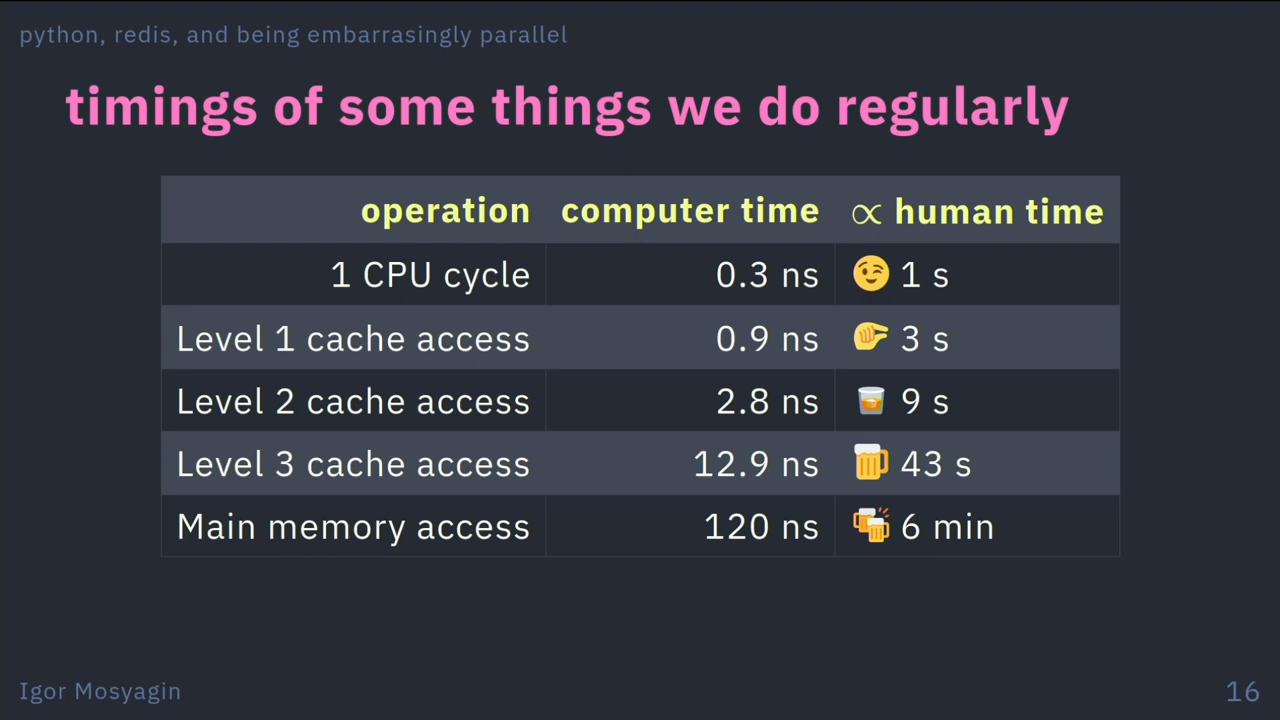 python, redis, and being embarrasingly parallel
timings of some things we do regularly
operation computer time ∝ human time
1 CPU cycle 0.3 ns 😉 1 s
Level 1 cache access 0.9 ns 🫳 3 s
Level 2 cache access 2.8 ns 🥃 9 s
Level 3 cache access 12.9 ns 🍺 43 s
Main memory access 120 ns 🍻 6 min
Igor Mosyagin 16